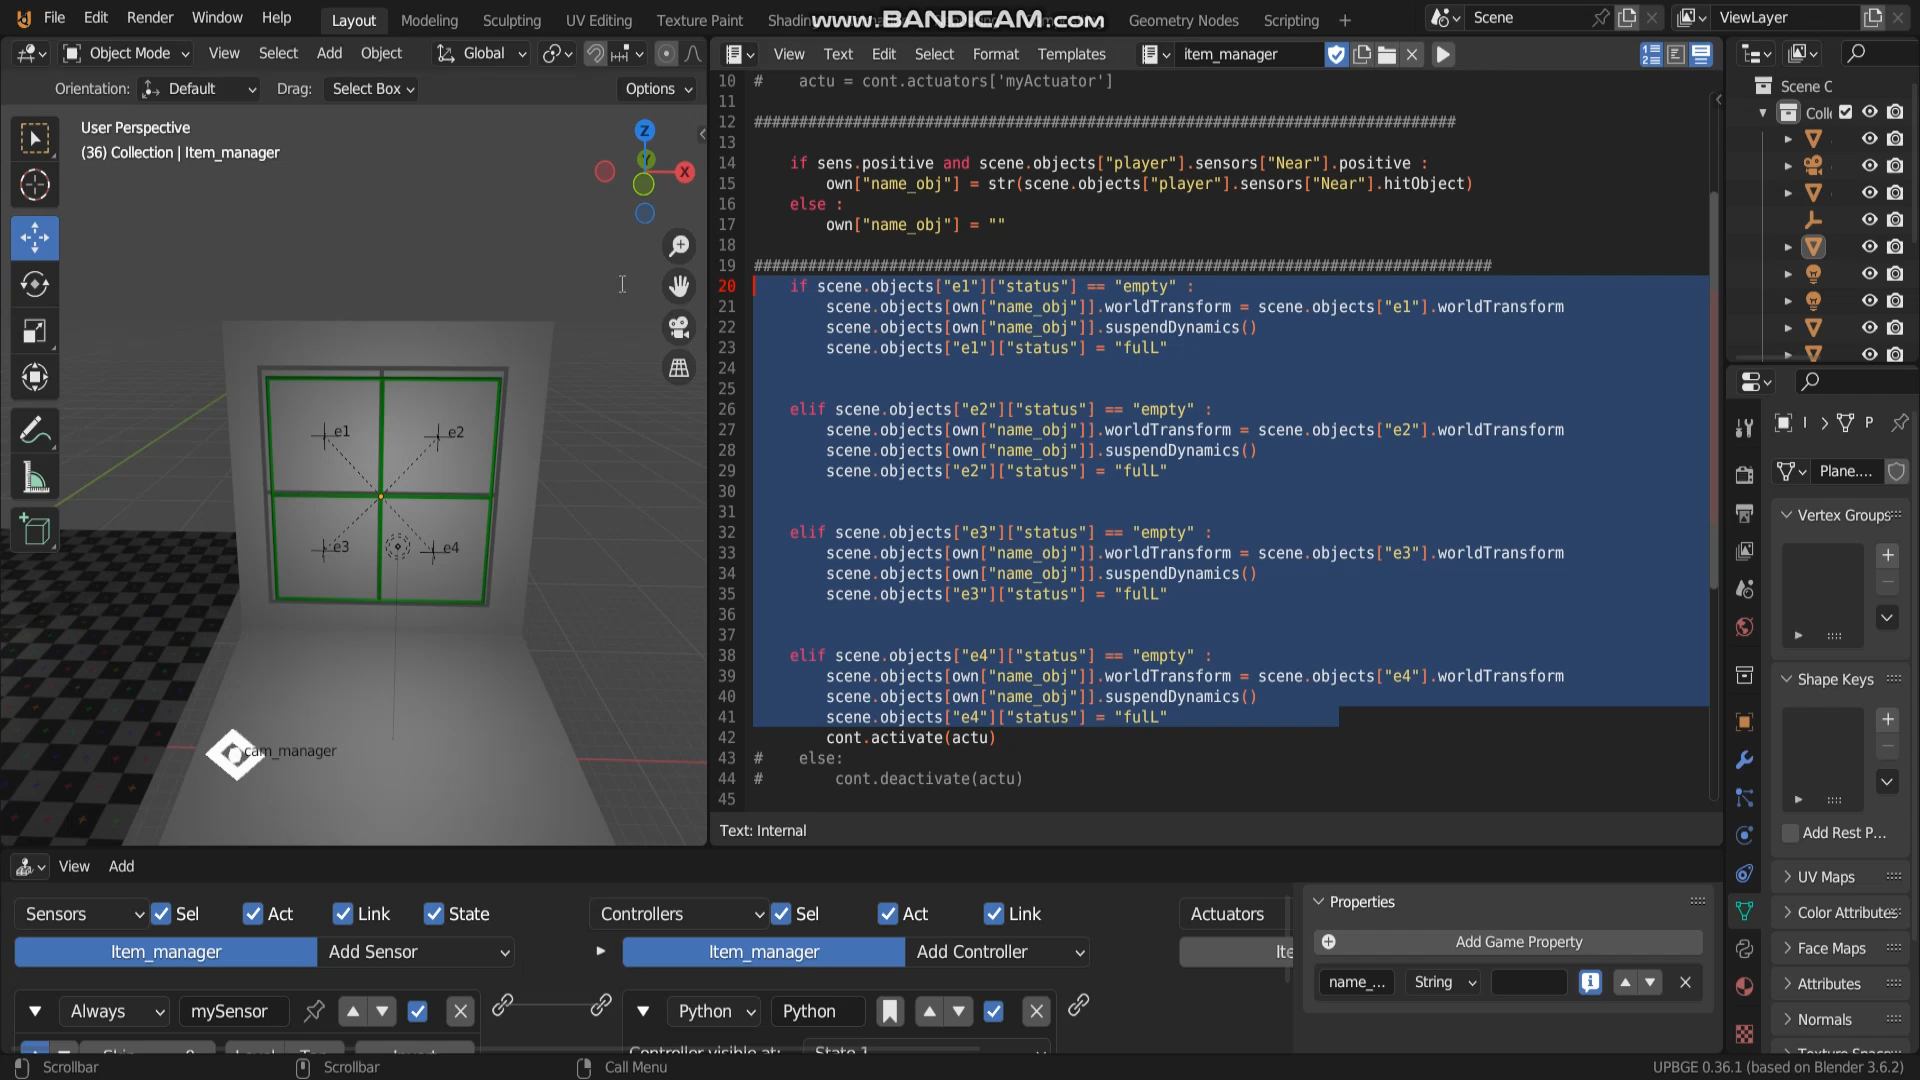 File Edit Render Window Help Layout Modeling Sculpting UV Editing Texture Paint Shadin Geometry Nodes Scripting + Scene ViewLayer
www.BANDICAM.com
Object Mode View Select Add Object Global View Text Edit Select Format Templates item_manager
Orientation: Default Drag: Select Box Options
User Perspective
(36) Collection | Item_manager
Z
Y
X
e1
e2
e3
e4
cam_manager
10 #    actu = cont.actuators['myActuator']
11
12 ##############################################################################
13
14     if sens.positive and scene.objects["player"].sensors["Near"].positive :
15         own["name_obj"] = str(scene.objects["player"].sensors["Near"].hitObject)
16     else :
17         own["name_obj"] = ""
18
19 ##################################################################################
20     if scene.objects["e1"]["status"] == "empty" :
21         scene.objects[own["name_obj"]].worldTransform = scene.objects["e1"].worldTransform
22         scene.objects[own["name_obj"]].suspendDynamics()
23         scene.objects["e1"]["status"] = "fulL"
24
25
26     elif scene.objects["e2"]["status"] == "empty" :
27         scene.objects[own["name_obj"]].worldTransform = scene.objects["e2"].worldTransform
28         scene.objects[own["name_obj"]].suspendDynamics()
29         scene.objects["e2"]["status"] = "fulL"
30
31
32     elif scene.objects["e3"]["status"] == "empty" :
33         scene.objects[own["name_obj"]].worldTransform = scene.objects["e3"].worldTransform
34         scene.objects[own["name_obj"]].suspendDynamics()
35         scene.objects["e3"]["status"] = "fulL"
36
37
38     elif scene.objects["e4"]["status"] == "empty" :
39         scene.objects[own["name_obj"]].worldTransform = scene.objects["e4"].worldTransform
40         scene.objects[own["name_obj"]].suspendDynamics()
41         scene.objects["e4"]["status"] = "fulL"
42         cont.activate(actu)
43 #    else:
44 #        cont.deactivate(actu)
45
Text: Internal
Scene C
Coll
I > P
Plane....
Vertex Groups
Shape Keys
Add Rest P...
UV Maps
Color Attributes
Face Maps
Attributes
Normals
View Add
Sensors Sel Act Link State Controllers Sel Act Link Actuators
Item_manager Add Sensor Item_manager Add Controller Ite
Always mySensor Python Python
Properties
Add Game Property
name_... String
Scrollbar Scrollbar Call Menu UPBGE 0.36.1 (based on Blender 3.6.2)